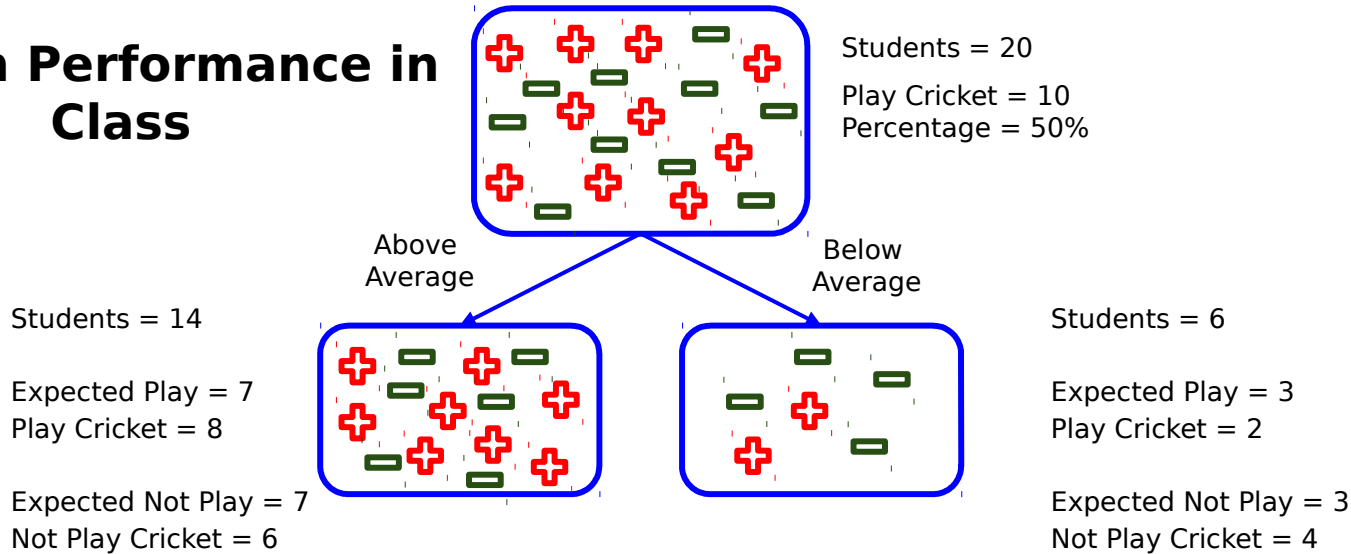 Performance in
Class
Students = 20
Play Cricket = 10
Percentage = 50%
Above
Average
Below
Average
Students = 14
Expected Play = 7
Play Cricket = 8
Expected Not Play = 7
Not Play Cricket = 6
Students = 6
Expected Play = 3
Play Cricket = 2
Expected Not Play = 3
Not Play Cricket = 4